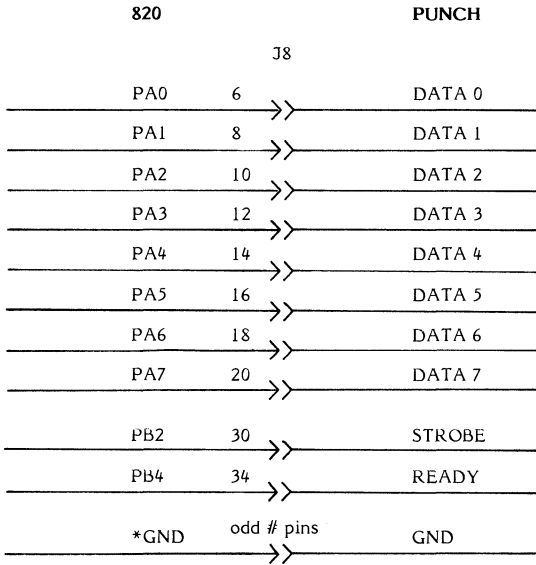 820 PUNCH
J8
PA0 6 DATA 0
PA1 8 DATA 1
PA2 10 DATA 2
PA3 12 DATA 3
PA4 14 DATA 4
PA5 16 DATA 5
PA6 18 DATA 6
PA7 20 DATA 7
PB2 30 STROBE
PB4 34 READY
*GND odd # pins GND